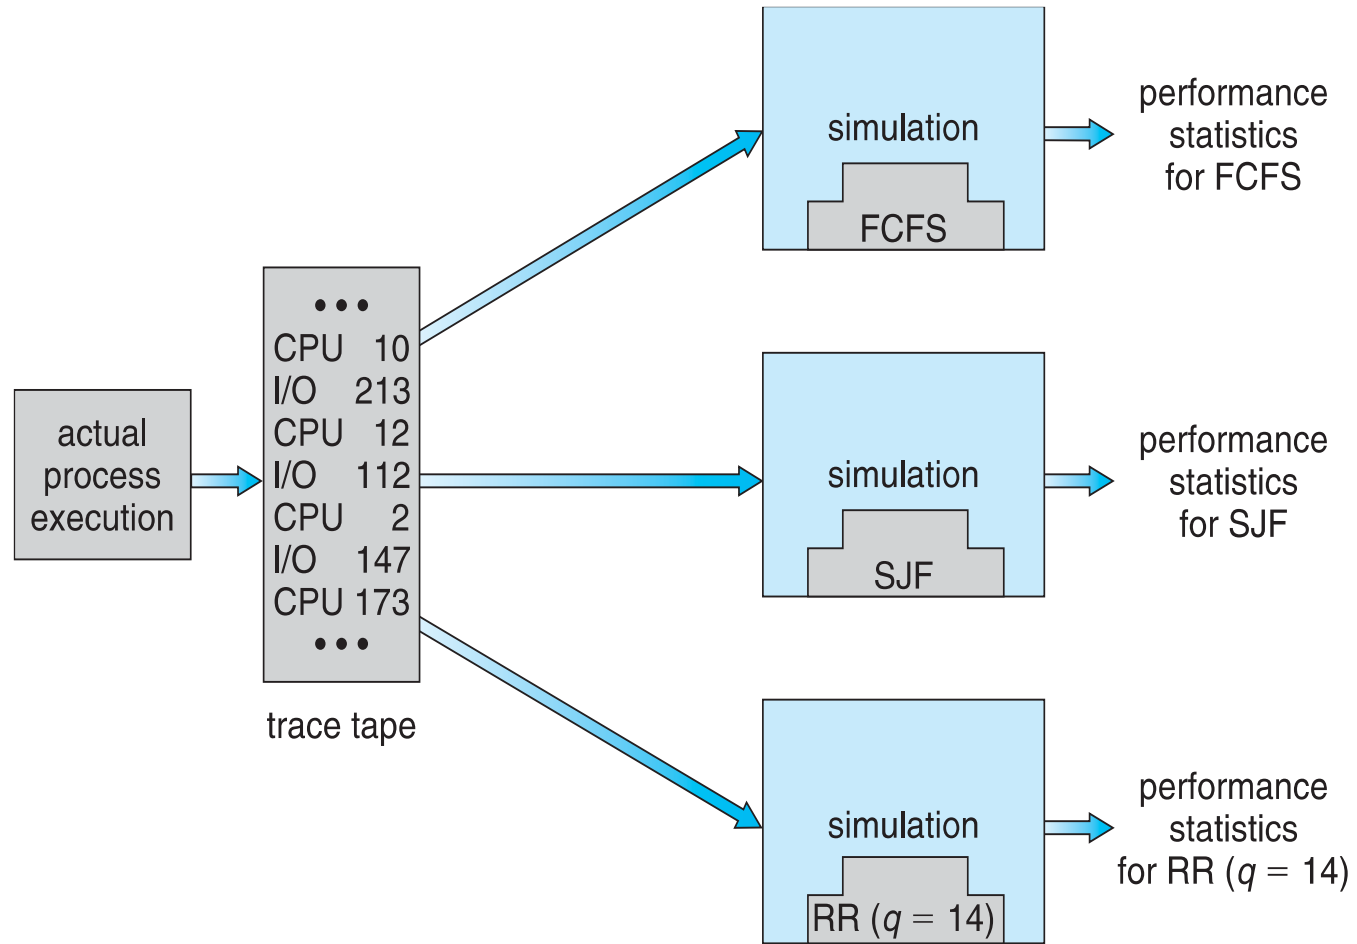 actual
process
execution
• • •
CPU 10
I/O 213
CPU 12
I/O 112
CPU 2
I/O 147
CPU 173
• • •
trace tape
simulation
FCFS
performance
statistics
for FCFS
simulation
SJF
performance
statistics
for SJF
simulation
RR (q = 14)
performance
statistics
for RR (q = 14)